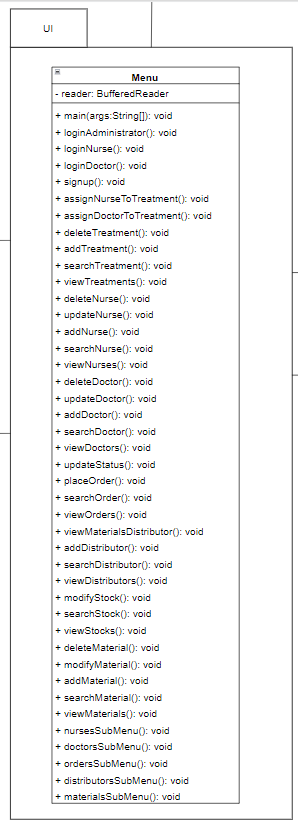 UI
Menu
- reader: BufferedReader
+ main(args:String[]): void
+ loginAdministrator(): void
+ loginNurse(): void
+ loginDoctor(): void
+ signup(): void
+ assignNurseToTreatment(): void
+ assignDoctorToTreatment(): void
+ deleteTreatment(): void
+ addTreatment(): void
+ searchTreatment(): void
+ viewTreatments(): void
+ deleteNurse(): void
+ updateNurse(): void
+ addNurse(): void
+ searchNurse(): void
+ viewNurses(): void
+ deleteDoctor(): void
+ updateDoctor(): void
+ addDoctor(): void
+ searchDoctor(): void
+ viewDoctors(): void
+ updateStatus(): void
+ placeOrder(): void
+ searchOrder(): void
+ viewOrders(): void
+ viewMaterialsDistributor(): void
+ addDistributor(): void
+ searchDistributor(): void
+ viewDistributors(): void
+ modifyStock(): void
+ searchStock(): void
+ viewStocks(): void
+ deleteMaterial(): void
+ modifyMaterial(): void
+ addMaterial(): void
+ searchMaterial(): void
+ viewMaterials(): void
+ nursesSubMenu(): void
+ doctorsSubMenu(): void
+ ordersSubMenu(): void
+ distributorsSubMenu(): void
+ materialsSubMenu(): void